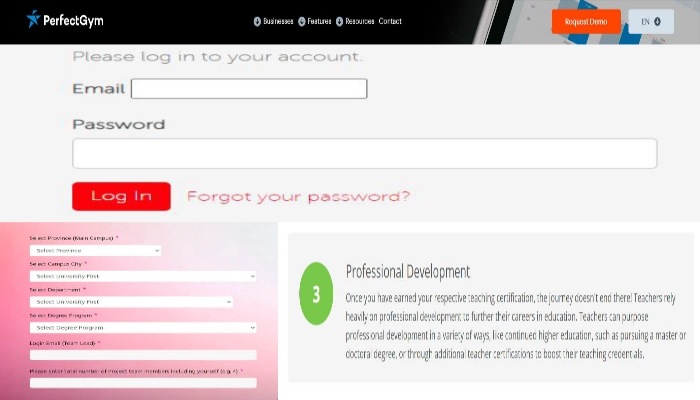 PerfectGym
Businesses Features Resources Contact
Request Demo
EN
Please log in to your account.
Email
Password
Log In Forgot your password?
Select Province (Main Campus) *
Select Province
Select Campus City *
Select University First
Select Department *
Select University First
Select Degree Program *
Select Degree Program
Login Email (Team Lead) *
Please enter total number of Project team members including yourself (e.g. 4) *
3
Professional Development
Once you have earned your respective teaching certification, the journey doesn't end there! Teachers rely
heavily on professional development to further their careers in education. Teachers can purpose
professional development in a variety of ways, like continued higher education, such as pursuing a master or
doctoral degree, or through additional teacher certifications to boost their teaching credentials.